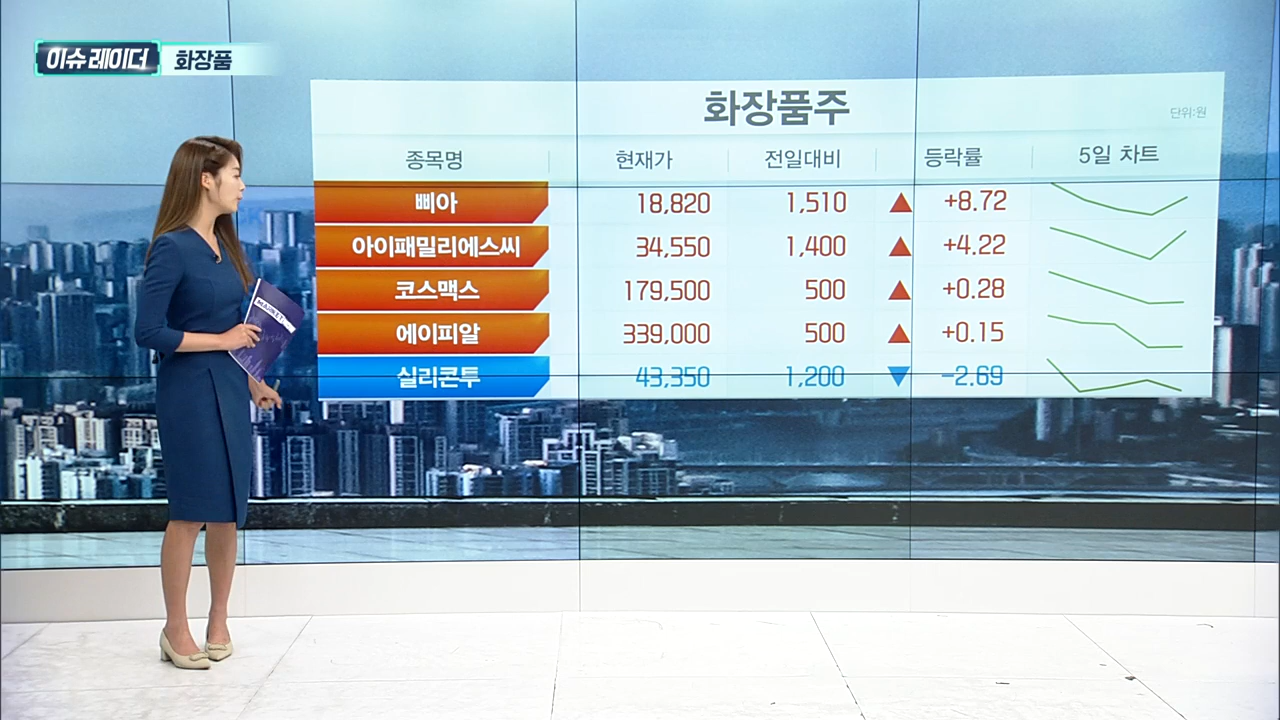 이슈 레이더 화장품
화장품주
단위:원
종목명 현재가 전일대비 등락률 5일 차트
삐아 18,820 1,510 ▲ +8.72
아이패밀리에스씨 34,550 1,400 ▲ +4.22
코스맥스 179,500 500 ▲ +0.28
에이피알 339,000 500 ▲ +0.15
실리콘투 43,350 1,200 ▼ -2.69
MARKET